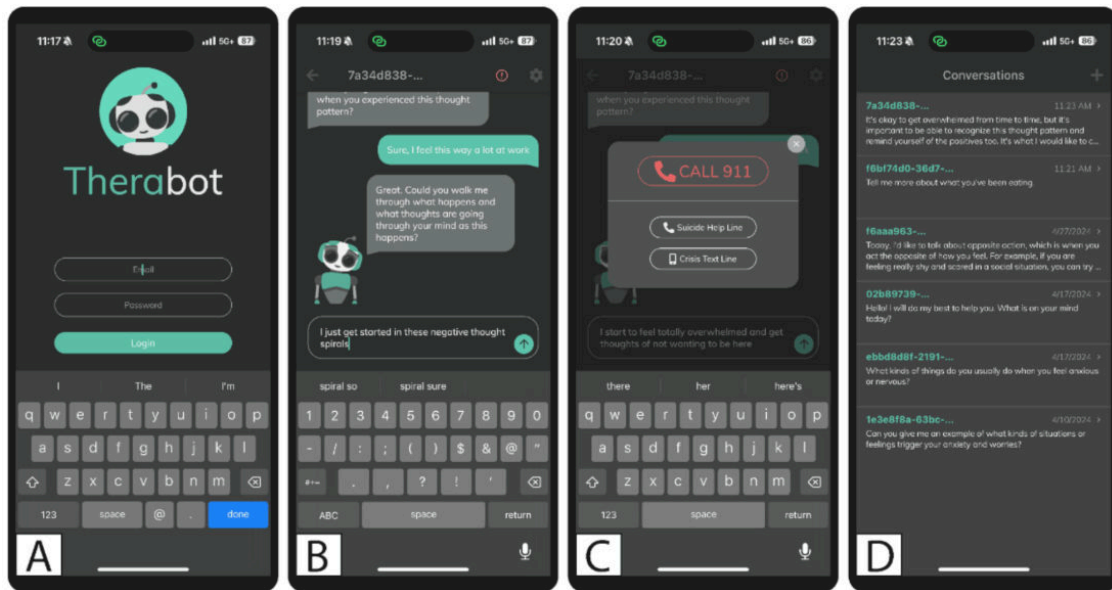 11:17
5G+ 87
Therabot
Email
Password
Login
I The I'm
q w e r t y u i o p
a s d f g h j k l
z x c v b n m
123 space @ . done
A
11:19
5G+ 87
7a34d838-...
when you experienced this thought
pattern?
Sure, I feel this way a lot at work
Great. Could you walk me
through what happens and
what thoughts are going
through your mind as this
happens?
I just get started in these negative thought
spirals
spiral so spiral sure
1 2 3 4 5 6 7 8 9 0
- / : ; ( ) $ & @ "
#+= . , ? ! '
ABC space return
B
11:20
5G+ 86
7a34d838-...
when you experienced this thought
pattern?
CALL 911
Suicide Help Line
Crisis Text Line
I start to feel totally overwhelmed and get
thoughts of not wanting to be here
there her here's
q w e r t y u i o p
a s d f g h j k l
z x c v b n m
123 space return
C
11:23
5G+ 86
Conversations +
7a34d838-... 11:23 AM >
It's okay to get overwhelmed from time to time, but it's
important to be able to recognize this thought pattern and
remind yourself of the positives too. It's what I would like to c...
f6bf74d0-36d7-... 11:21 AM >
Tell me more about what you've been eating.
f6aaa963-... 4/27/2024 >
Today, I'd like to talk about opposite action, which is when you
act the opposite of how you feel. For example, if you are
feeling really shy and scared in a social situation, you can try ...
02b89739-... 4/17/2024 >
Hello! I will do my best to help you. What is on your mind
today?
ebbd8d8f-2191-... 4/17/2024 >
What kinds of things do you usually do when you feel anxious
or nervous?
1e3e8f8a-63bc-... 4/10/2024 >
Can you give me an example of what kinds of situations or
feelings trigger your anxiety and worries?
D